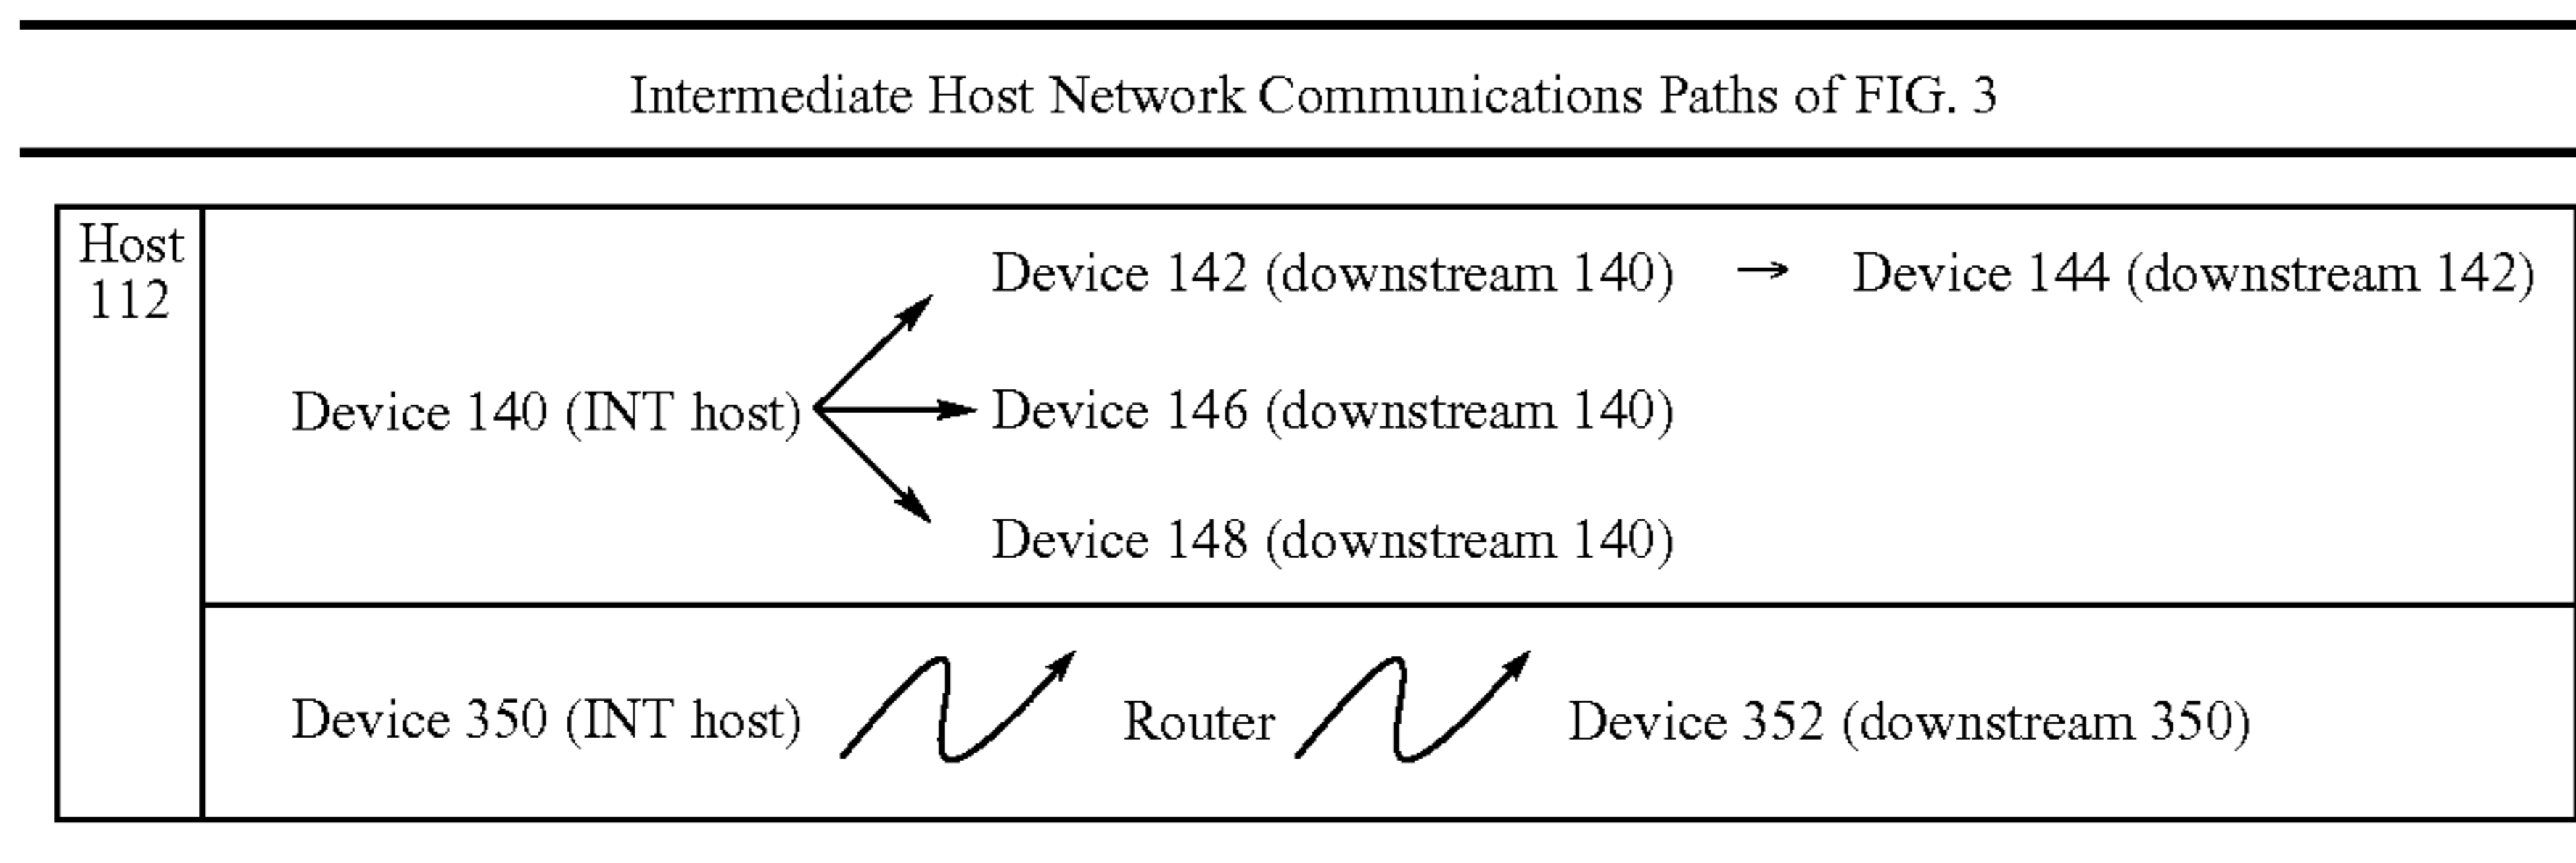 Intermediate Host Network Communications Paths of FIG. 3
Host
112
Device 142 (downstream 140) → Device 144 (downstream 142)
Device 140 (INT host)
Device 146 (downstream 140)
Device 148 (downstream 140)
Device 350 (INT host) Router Device 352 (downstream 350)